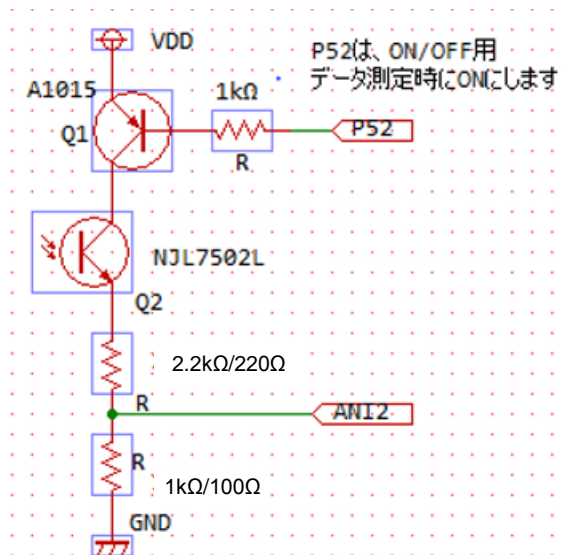 VDD
P52は、ON/OFF用
データ測定時にONにします
A1015
1kΩ
Q1
P52
R
NJL7502L
Q2
2.2kΩ/220Ω
R
ANI2
R
1kΩ/100Ω
GND